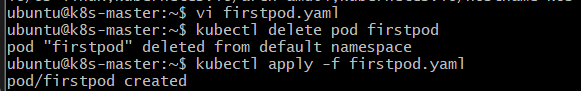 ubuntu@k8s-master:~$ vi firstpod.yaml
ubuntu@k8s-master:~$ kubectl delete pod firstpod
pod "firstpod" deleted from default namespace
ubuntu@k8s-master:~$ kubectl apply -f firstpod.yaml
pod/firstpod created